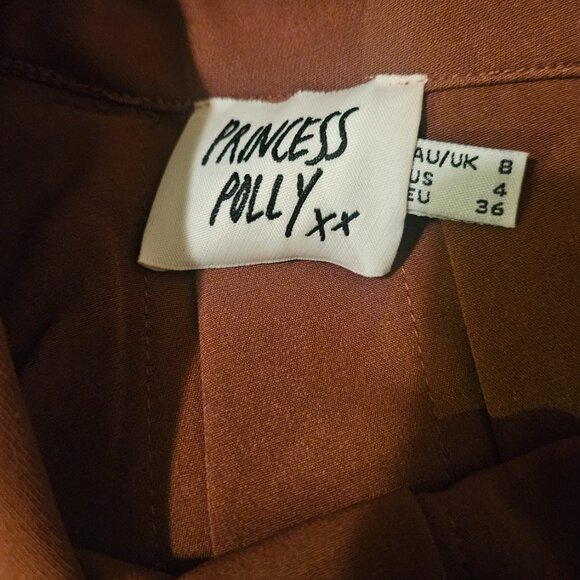 PRINCESS
POLLY xx
AU/UK 8
US 4
EU 36